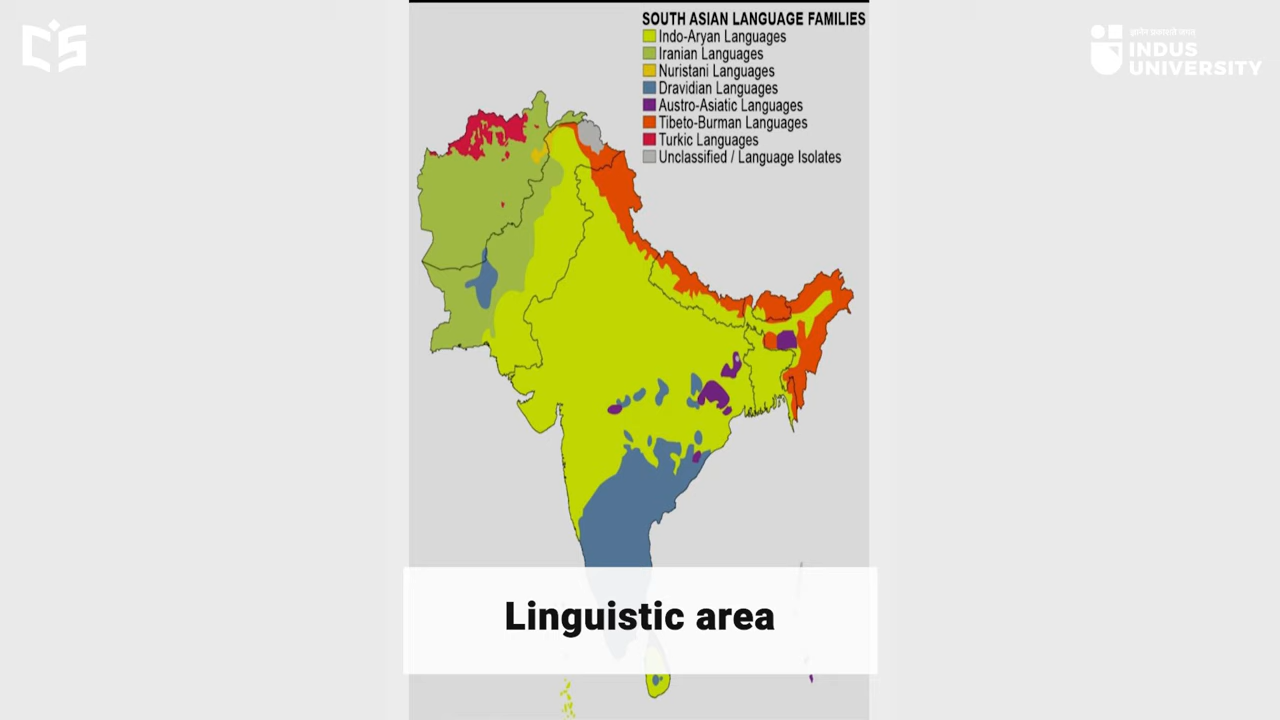 SOUTH ASIAN LANGUAGE FAMILIES
Indo-Aryan Languages
Iranian Languages
Nuristani Languages
Dravidian Languages
Austro-Asiatic Languages
Tibeto-Burman Languages
Turkic Languages
Unclassified / Language Isolates
INDUS
UNIVERSITY
Linguistic area